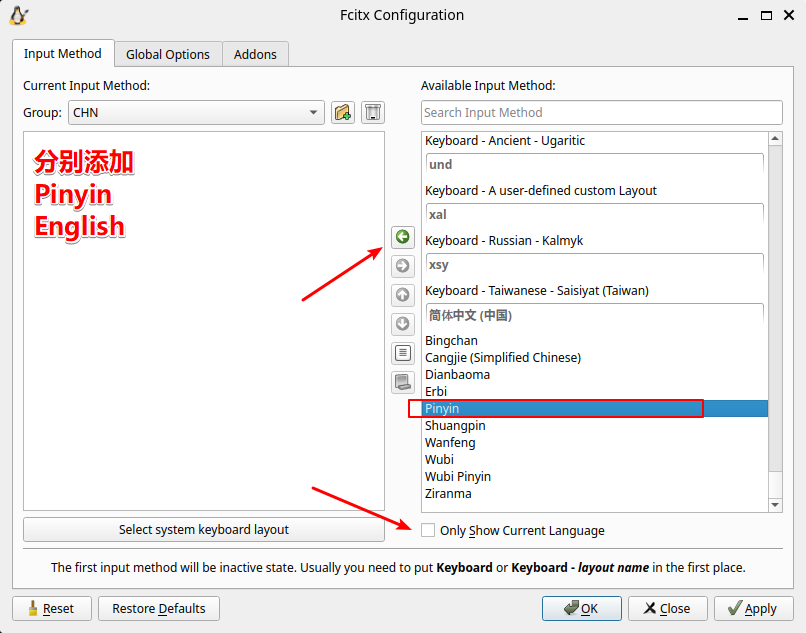 Fcitx Configuration
Input Method
Global Options
Addons
Current Input Method:
Group:
CHN
分别添加
Pinyin
English
Select system keyboard layout
Available Input Method:
Search Input Method
Keyboard - Ancient - Ugaritic
und
Keyboard - A user-defined custom Layout
xal
Keyboard - Russian - Kalmyk
xsy
Keyboard - Taiwanese - Saisiyat (Taiwan)
简体中文 (中国)
Bingchan
Cangjie (Simplified Chinese)
Dianbaoma
Erbi
Pinyin
Shuangpin
Wanfeng
Wubi
Wubi Pinyin
Ziranma
Only Show Current Language
The first input method will be inactive state. Usually you need to put Keyboard or Keyboard - layout name in the first place.
Reset
Restore Defaults
OK
Close
Apply